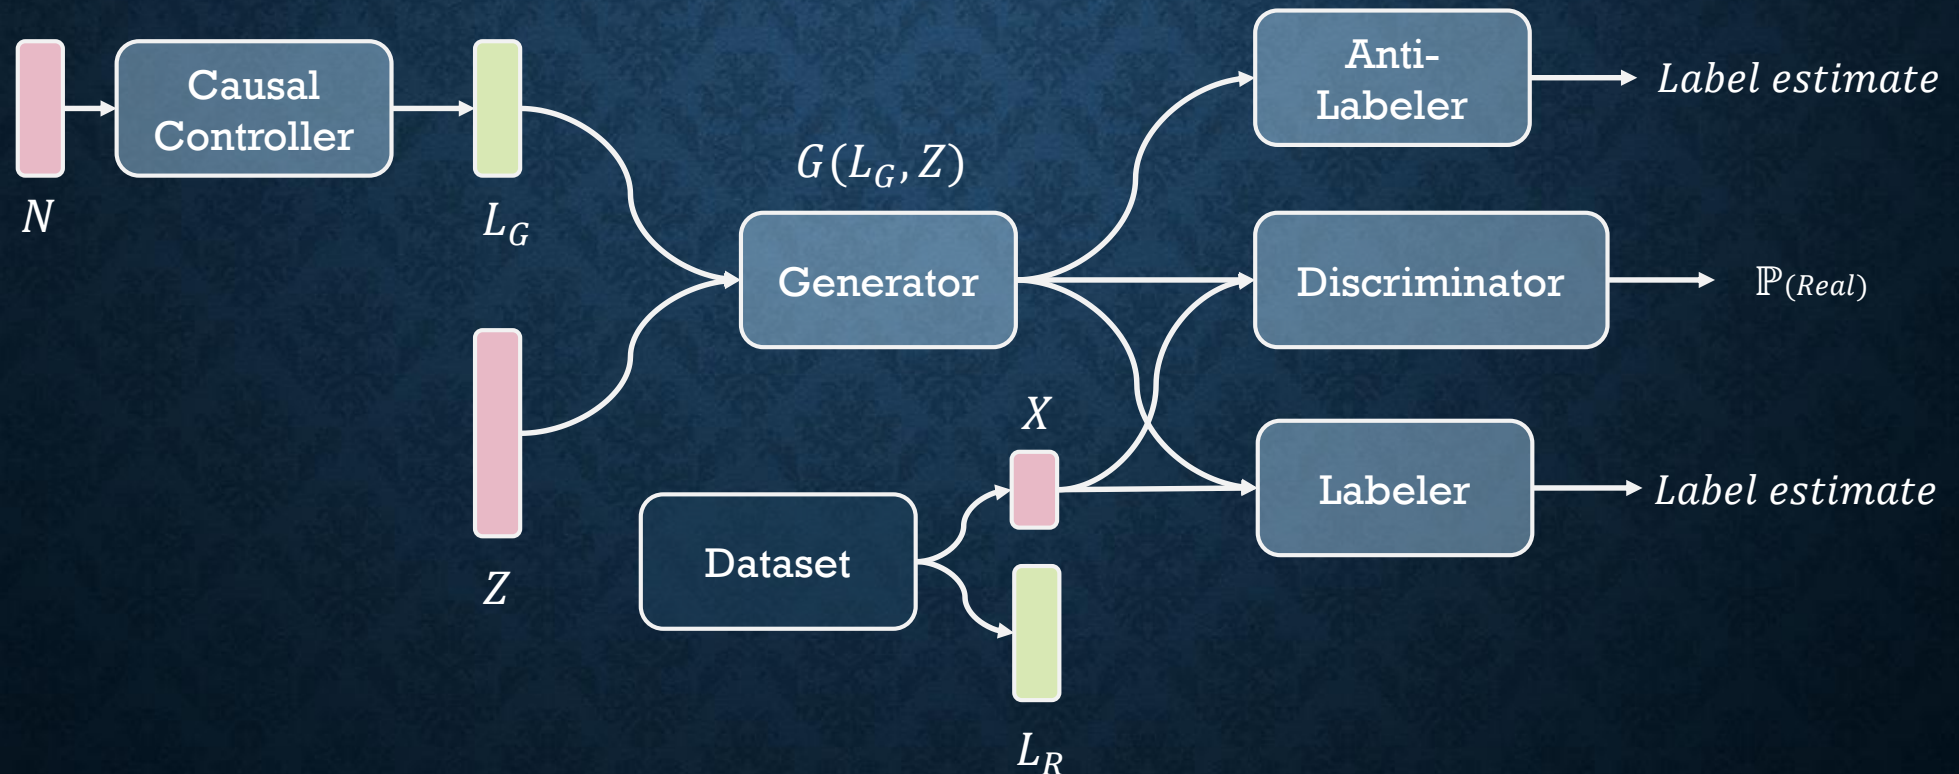 Causal
Controller
N
L_G
Z
G(L_G, Z)
Generator
Dataset
X
L_R
Anti-
Labeler
Label estimate
Discriminator
ℙ(Real)
Labeler
Label estimate